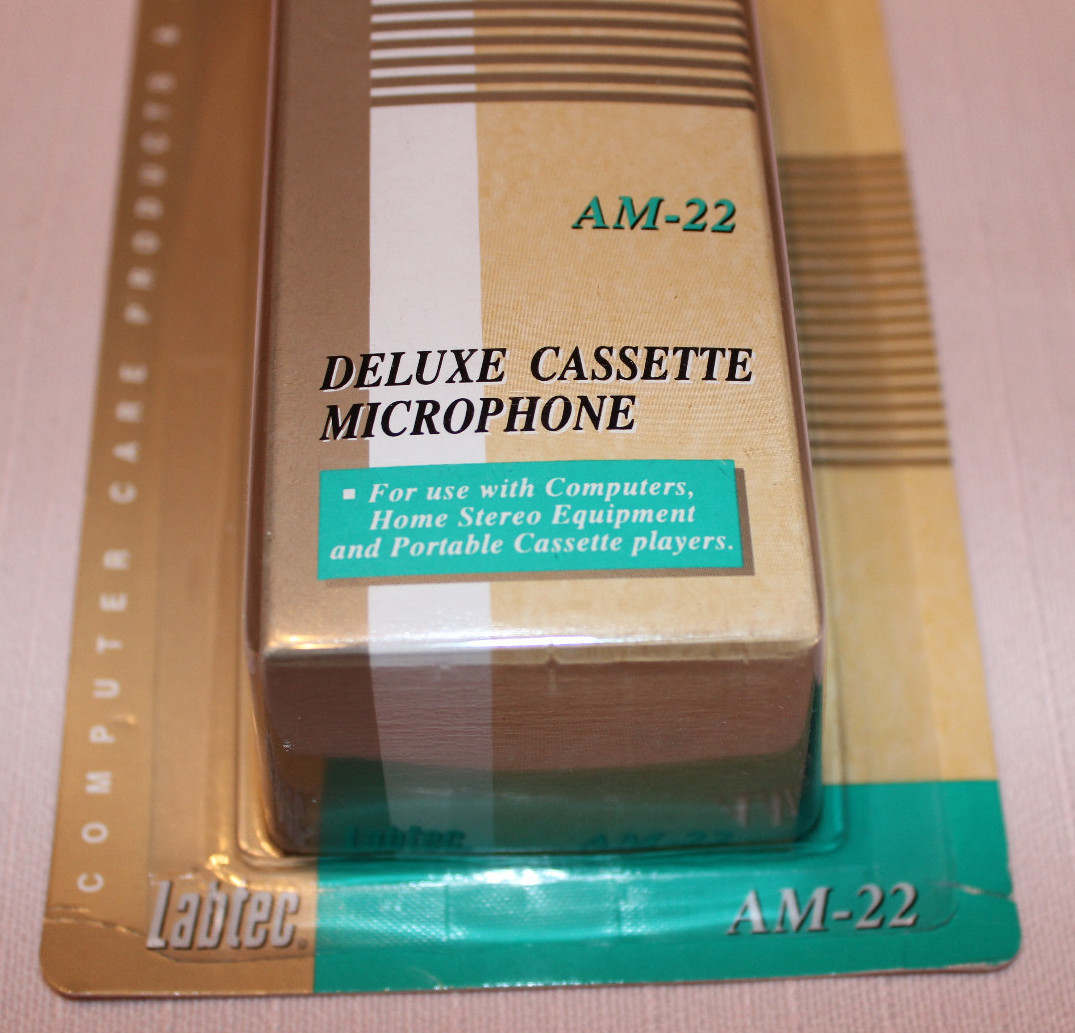 AM-22
DELUXE CASSETTE
MICROPHONE
▪ For use with Computers,
Home Stereo Equipment
and Portable Cassette players.
COMPUTER CARE PRODUCTS &
Labtec®
AM-22